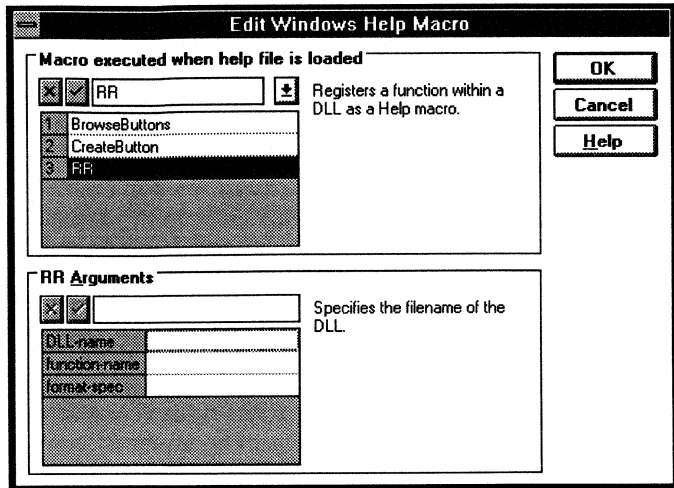 Edit Windows Help Macro
Macro executed when help file is loaded
RR
Registers a function within a
DLL as a Help macro.
1 BrowseButtons
2 CreateButton
3 RR
OK
Cancel
Help
RR Arguments
Specifies the filename of the
DLL.
DLL-name
function-name
format-spec